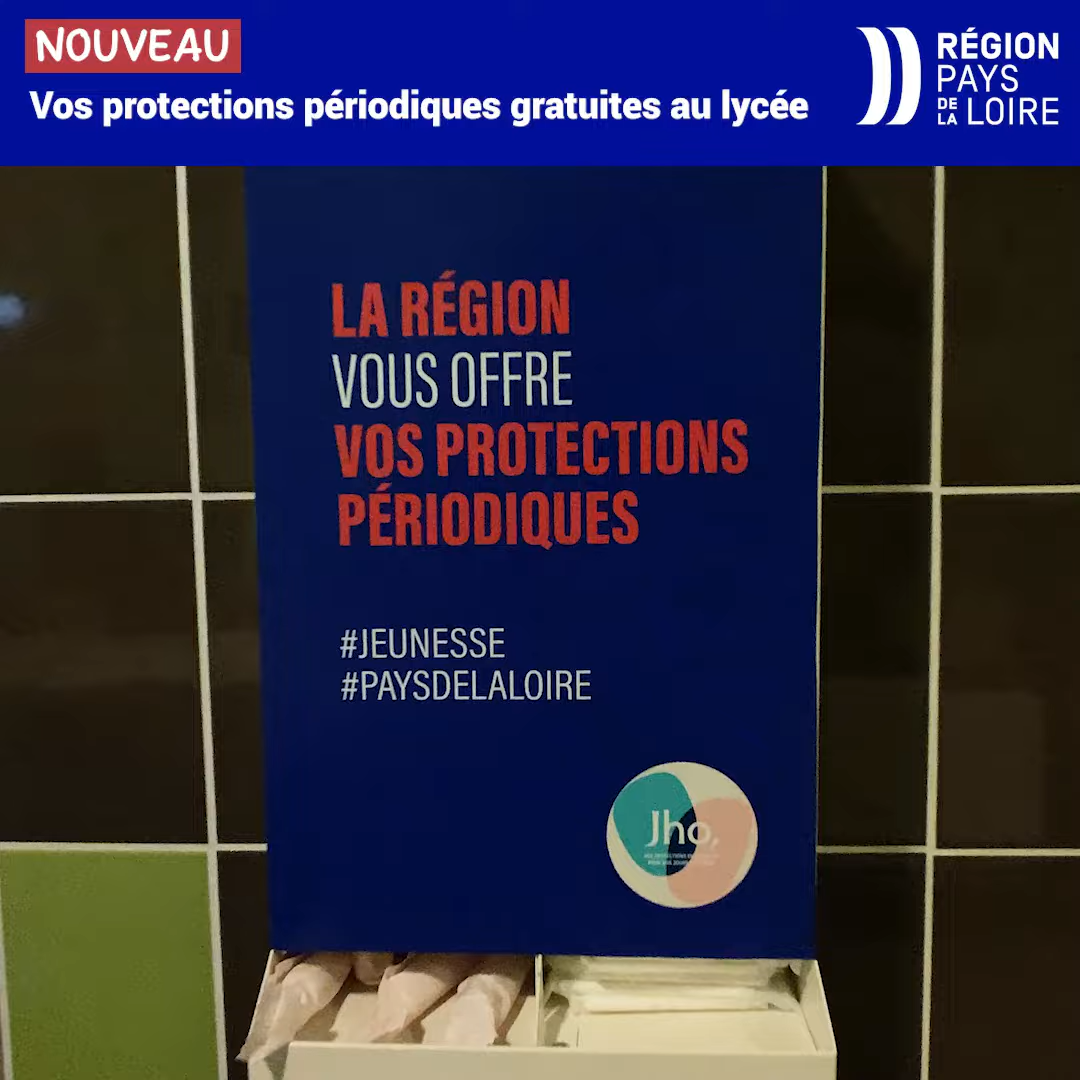 NOUVEAU
Vos protections périodiques gratuites au lycée
RÉGION
PAYS
DE LA LOIRE
LA RÉGION
VOUS OFFRE
VOS PROTECTIONS
PÉRIODIQUES
#JEUNESSE
#PAYSDELALOIRE
Jho,